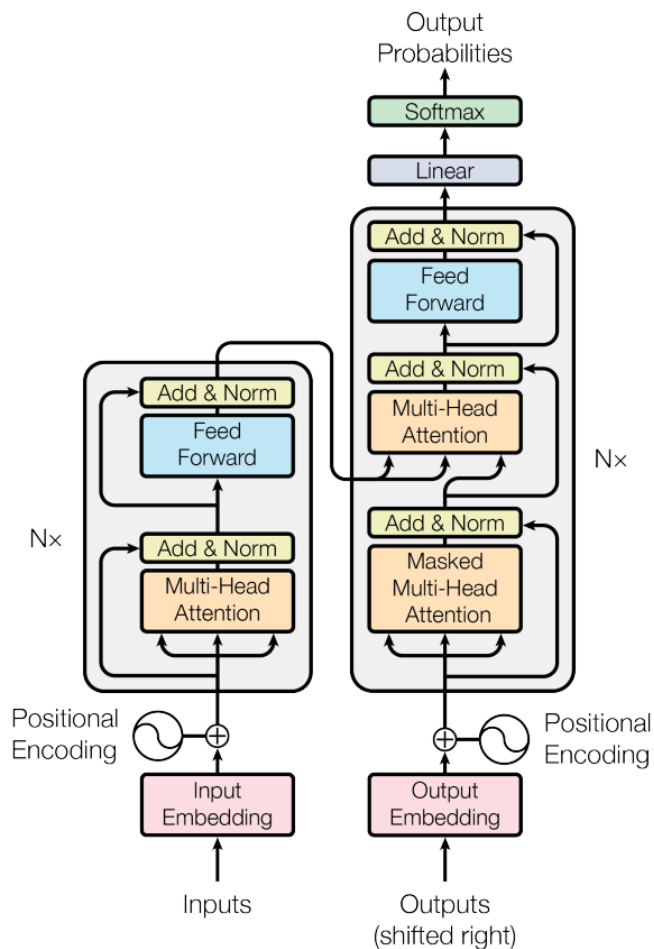 Output
Probabilities
Softmax
Linear
Add & Norm
Feed
Forward
Add & Norm
Multi-Head
Attention
Add & Norm
Masked
Multi-Head
Attention
N×
Add & Norm
Feed
Forward
Add & Norm
Multi-Head
Attention
N×
Positional
Encoding
Positional
Encoding
Input
Embedding
Output
Embedding
Inputs
Outputs
(shifted right)